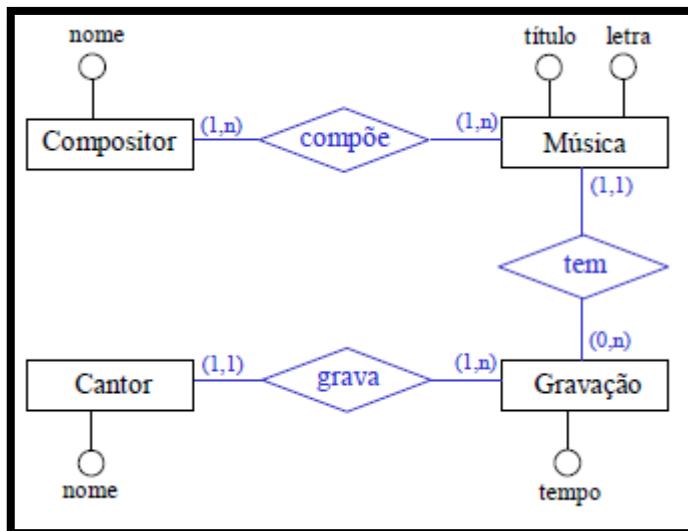 nome
título letra
Compositor (1,n) compõe (1,n) Música
(1,1)
tem
(0,n)
Cantor (1,1) grava (1,n) Gravação
nome
tempo